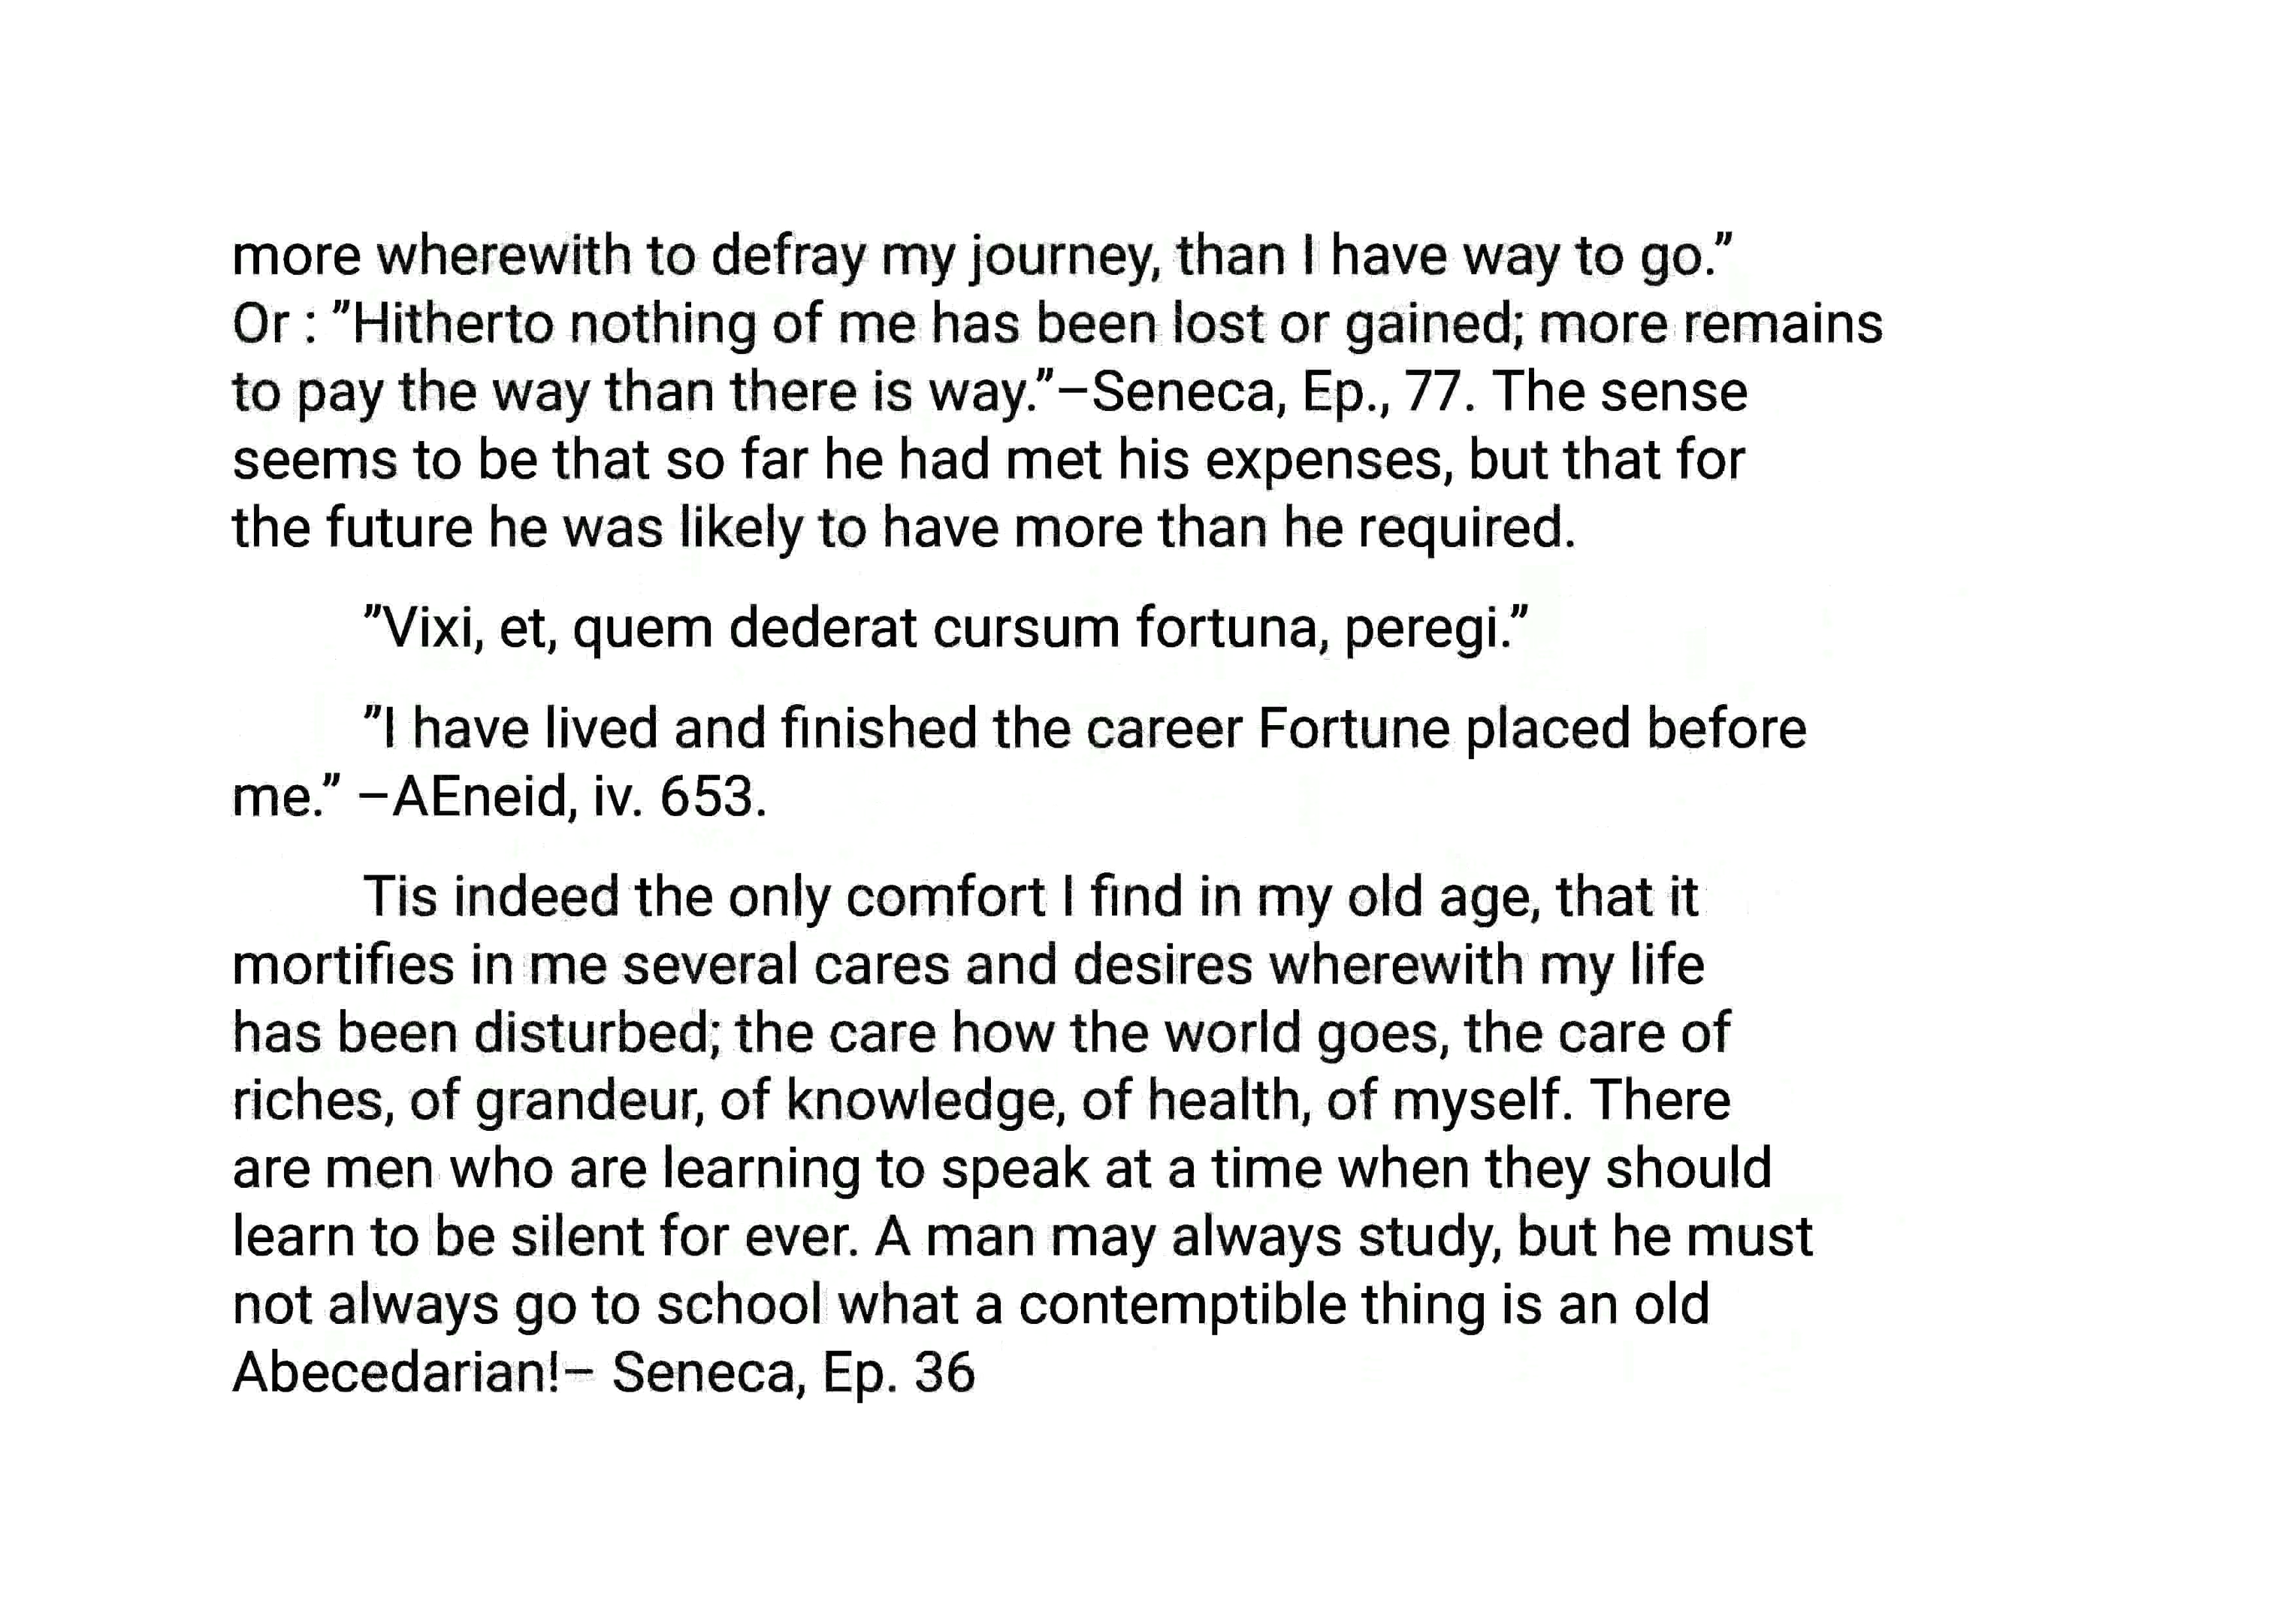 more wherewith to defray my journey, than I have way to go.”
Or : ”Hitherto nothing of me has been lost or gained; more remains
to pay the way than there is way.”–Seneca, Ep., 77. The sense
seems to be that so far he had met his expenses, but that for
the future he was likely to have more than he required.
”Vixi, et, quem dederat cursum fortuna, peregi.”
”I have lived and finished the career Fortune placed before
me.” –AEneid, iv. 653.
Tis indeed the only comfort I find in my old age, that it
mortifies in me several cares and desires wherewith my life
has been disturbed; the care how the world goes, the care of
riches, of grandeur, of knowledge, of health, of myself. There
are men who are learning to speak at a time when they should
learn to be silent for ever. A man may always study, but he must
not always go to school what a contemptible thing is an old
Abecedarian!– Seneca, Ep. 36